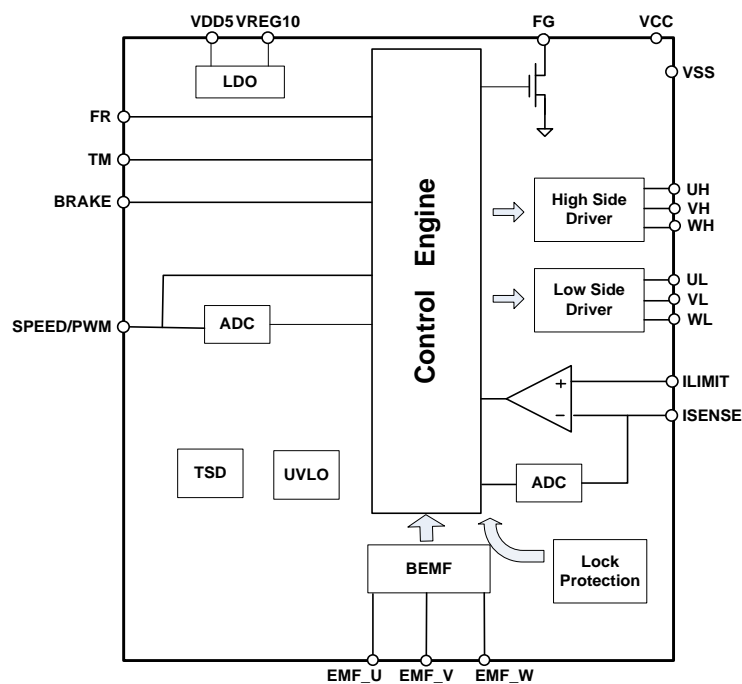 VDD5 VREG10 FG VCC
VSS
LDO
FR
TM
BRAKE
SPEED/PWM
ADC
Control Engine
High Side
Driver
UH
VH
WH
Low Side
Driver
UL
VL
WL
+
−
ILIMIT
ISENSE
ADC
TSD
UVLO
BEMF
Lock
Protection
EMF_U EMF_V EMF_W